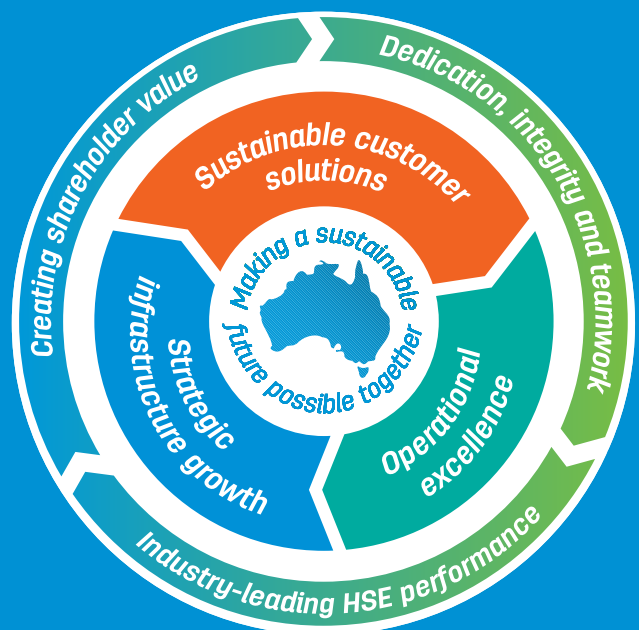 Creating shareholder value
Dedication, integrity and teamwork
Industry-leading HSE performance
Sustainable customer
solutions
Operational
excellence
Strategic
infrastructure growth
Making a sustainable
future possible together